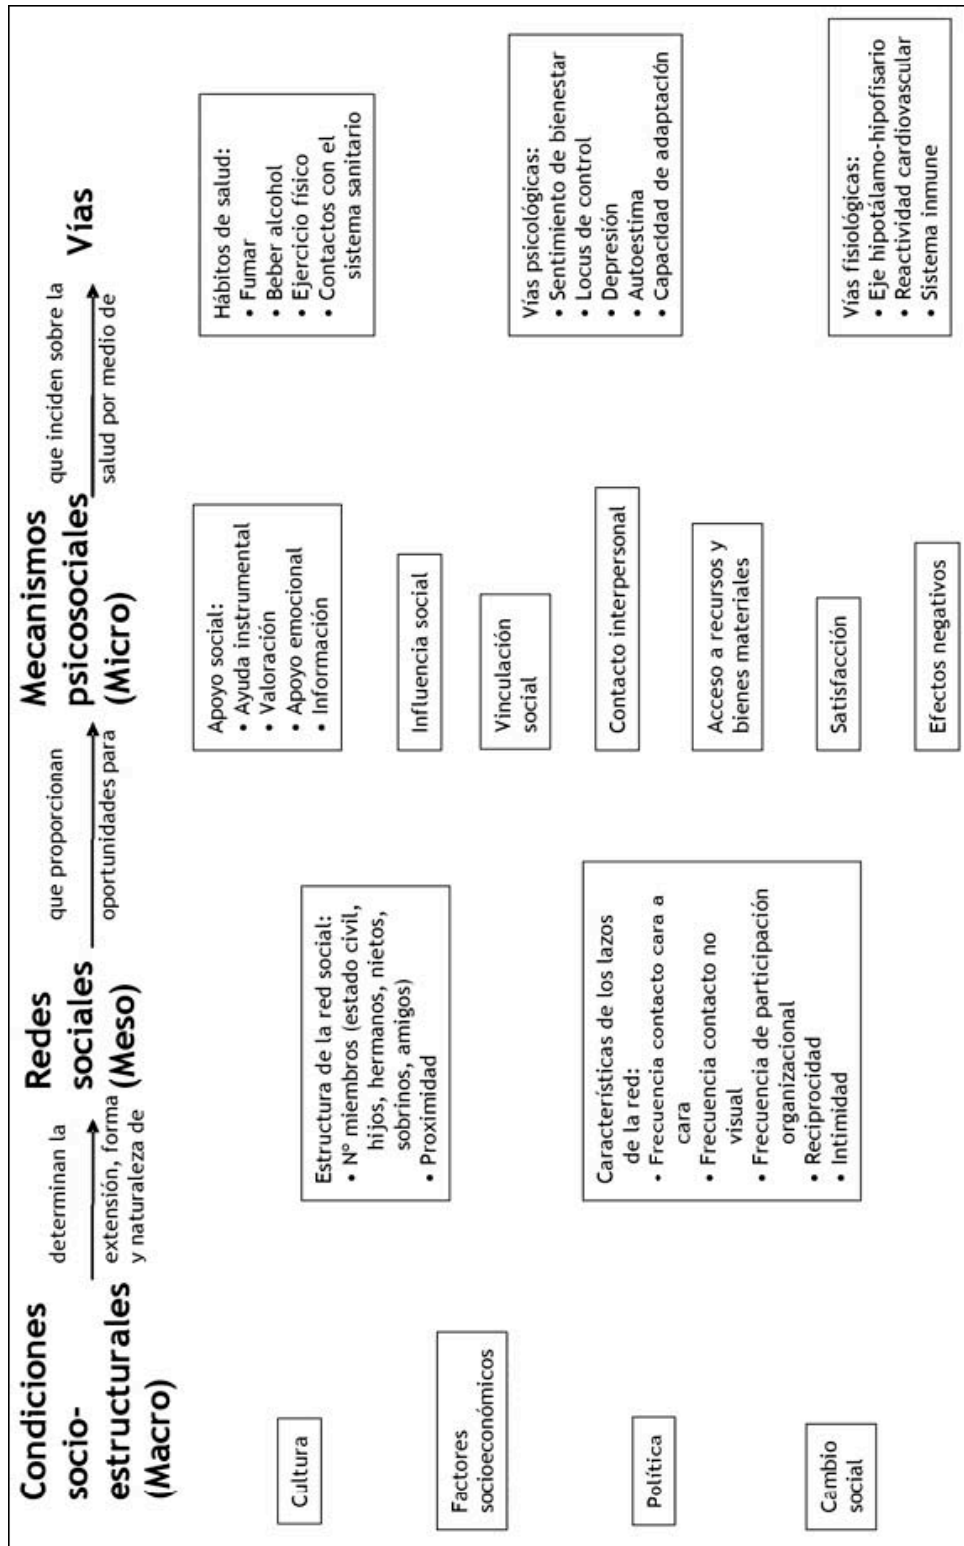 Condiciones
socio-
estructurales
(Macro)
determinan la
extensión, forma
y naturaleza de
Redes
sociales
(Meso)
que proporcionan
oportunidades para
Mecanismos
psicosociales
(Micro)
que inciden sobre la
salud por medio de
Vías
Cultura
Factores
socioeconómicos
Política
Cambio
social
Estructura de la red social:
• Nº miembros (estado civil,
hijos, hermanos, nietos,
sobrinos, amigos)
• Proximidad
Características de los lazos
de la red:
• Frecuencia contacto cara a
cara
• Frecuencia contacto no
visual
• Frecuencia de participación
organizacional
• Reciprocidad
• Intimidad
Apoyo social:
• Ayuda instrumental
• Valoración
• Apoyo emocional
• Información
Influencia social
Vinculación
social
Contacto interpersonal
Acceso a recursos y
bienes materiales
Satisfacción
Efectos negativos
Hábitos de salud:
• Fumar
• Beber alcohol
• Ejercicio físico
• Contactos con el
sistema sanitario
Vías psicológicas:
• Sentimiento de bienestar
• Locus de control
• Depresión
• Autoestima
• Capacidad de adaptación
Vías fisiológicas:
• Eje hipotálamo-hipofisario
• Reactividad cardiovascular
• Sistema inmune